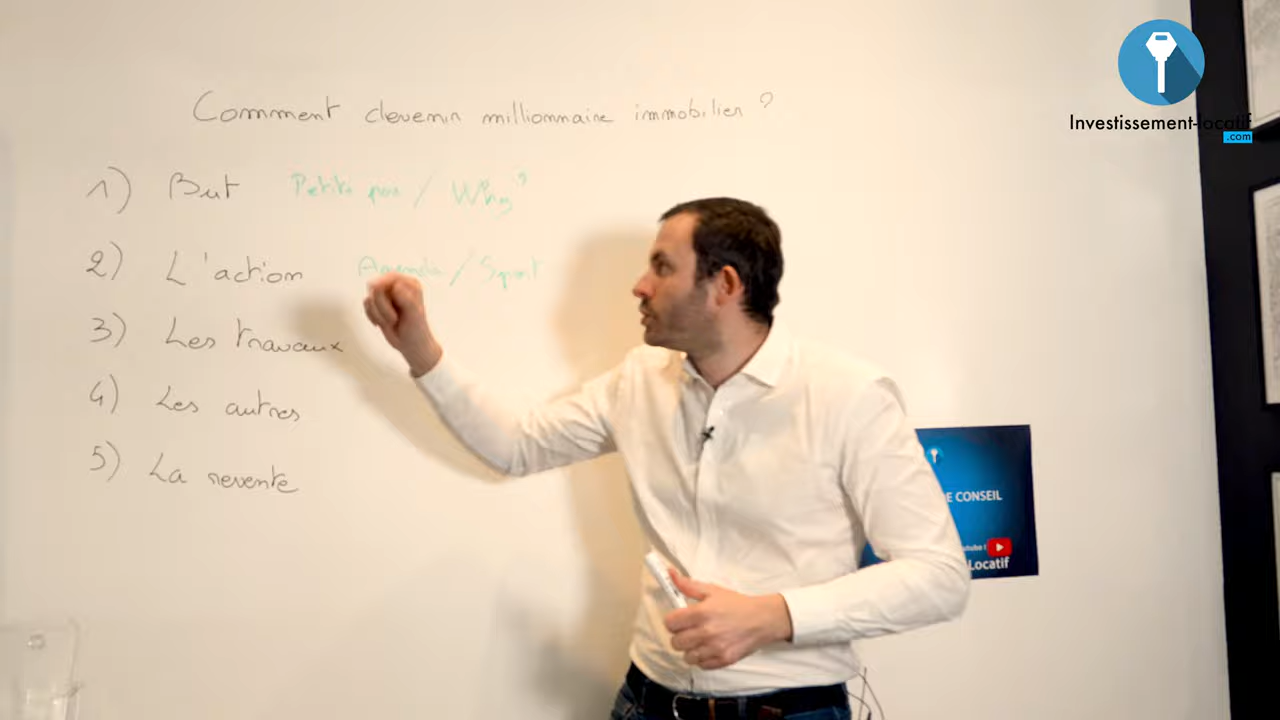 Investissement-locatif
.com
Comment devenir millionnaire immobilier ?
1) But Petits pas / Why ?
2) L'action Agenda / Sport
3) Les travaux
4) Les autres
5) La revente
E CONSEIL
Locatif